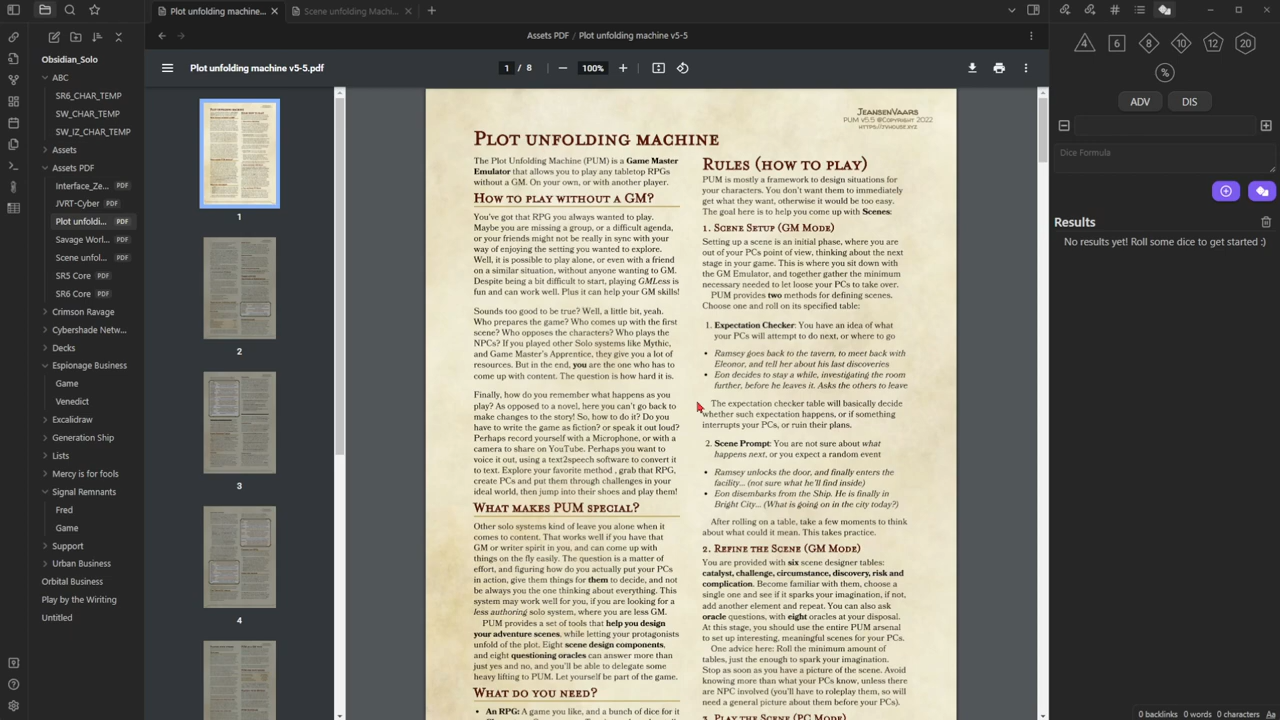 Plot unfolding machin...
Scene unfolding Machi...
Assets PDF / Plot unfolding machine v5-5
Obsidian_Solo
ABC
SR6_CHAR_TEMP
SW_CHAR_TEMP
SW_IZ_CHAR_TEMP
Assets
Assets PDF
Interface_Ze... PDF
JVRT-Cyber PDF
Plot unfoldi... PDF
Savage Worl... PDF
Scene unfol... PDF
SR5 Core PDF
SR6 Core PDF
Crimson Ravage
Cybershade Netw...
Decks
Espionage Business
Game
Venedict
Excalidraw
Generation Ship
Lists
Mercy is for fools
Signal Remnants
Fred
Game
Support
Urban Business
Orbital Business
Play by the Wiriting
Untitled
Plot unfolding machine v5-5.pdf
1 / 8
100%
1
2
3
4
JeansenVaars
PUM v5.5 @Copyright 2022
Plot unfolding machine
The Plot Unfolding Machine (PUM) is a Game Master
Emulator that allows you to play any tabletop RPGs
without a GM. On your own, or with another player.
How to play without a GM?
You've got that RPG you always wanted to play.
Maybe you are missing a group, or a difficult agenda,
or your friends might not be really in sync with your
way of enjoying the setting you wanted to explore.
Well, it is possible to play alone, or even with a friend
on a similar situation, without anyone wanting to GM.
Despite being a bit difficult to start, playing GMLess is
fun and can work well. Plus it can help your GM skills!
Sounds too good to be true? Well, a little bit, yeah.
Who prepares the game? Who comes up with the first
scene? Who opposes the characters? Who plays the
NPCs? If you played other Solo systems like Mythic,
and Game Master's Apprentice, they give you a lot of
resources. But in the end, you are the one who has to
come up with content. The question is how hard it is.
Finally, how do you remember what happens as you
play? As opposed to a novel, here you can't go back to
make changes to the story! So, how to do it? Do you
have to write the game as fiction? or speak it out loud?
Perhaps record yourself with a Microphone, or with a
camera to share on YouTube. Perhaps you want to
voice it out, using a text2speech software to convert it
to text. Explore your favorite method , grab that RPG,
create PCs and put them through challenges in your
ideal world, then jump into their shoes and play them!
What makes PUM special?
Other solo systems kind of leave you alone when it
comes to content. That works well if you have that
GM or writer spirit in you, and can come up with
things on the fly easily. The question is a matter of
effort, and figuring how do you actually put your PCs
in action, give them things for them to decide, and not
be always you the one thinking about everything. This
system may work well for you, if you are looking for a
less authoring solo system, where you are less GM.
PUM provides a set of tools that help you design
your adventure scenes, while letting your protagonists
unfold of the plot. Eight scene design components,
and eight questioning oracles can answer more than
just yes and no, and you'll be able to delegate some
heavy lifting to PUM. Let yourself be part of the game.
What do you need?
• An RPG: A game you like, and a bunch of dice for it
Rules (how to play)
PUM is mostly a framework to design situations for
your characters. You don't want them to immediately
get what they want, otherwise it would be too easy.
The goal here is to help you come up with Scenes:
1. Scene Setup (GM Mode)
Setting up a scene is an initial phase, where you are
out of your PCs point of view, thinking about the next
stage in your game. This is where you sit down with
the GM Emulator, and together gather the minimum
necessary needed to let loose your PCs to take over.
PUM provides two methods for defining scenes.
Choose one and roll on its specified table:
1. Expectation Checker: You have an idea of what
your PCs will attempt to do next, or where to go
• Ramsey goes back to the tavern, to meet back with
Eleonor, and tell her about his last discoveries
• Eon decides to stay a while, investigating the room
further, before he leaves it. Asks the others to leave
The expectation checker table will basically decide
whether such expectation happens, or if something
interrupts your PCs, or ruin their plans.
2. Scene Prompt: You are not sure about what
happens next, or you expect a random event
• Ramsey unlocks the door, and finally enters the
facility... (not sure what he'll find inside)
• Eon disembarks from the Ship. He is finally in
Bright City... (What is going on in the city today?)
After rolling on a table, take a few moments to think
about what could it mean. This takes practice.
2. Refine the Scene (GM Mode)
You are provided with six scene designer tables:
catalyst, challenge, circumstance, discovery, risk and
complication. Become familiar with them, choose a
single one and see if it sparks your imagination, if not,
add another element and repeat. You can also ask
oracle questions, with eight oracles at your disposal.
At this stage, you should use the entire PUM arsenal
to set up interesting, meaningful scenes for your PCs.
One advice here: Roll the minimum amount of
tables, just the enough to spark your imagination.
Stop as soon as you have a picture of the scene. Avoid
knowing more than what your PCs know, unless there
are NPC involved (you'll have to roleplay them, so will
need a general picture about them before your PCs).
3. Play the Scene (PC Mode)
4
6
8
10
12
20
%
ADV
DIS
Dice Formula
Results
No results yet! Roll some dice to get started :)
0 backlinks
0 words
0 characters
Aa